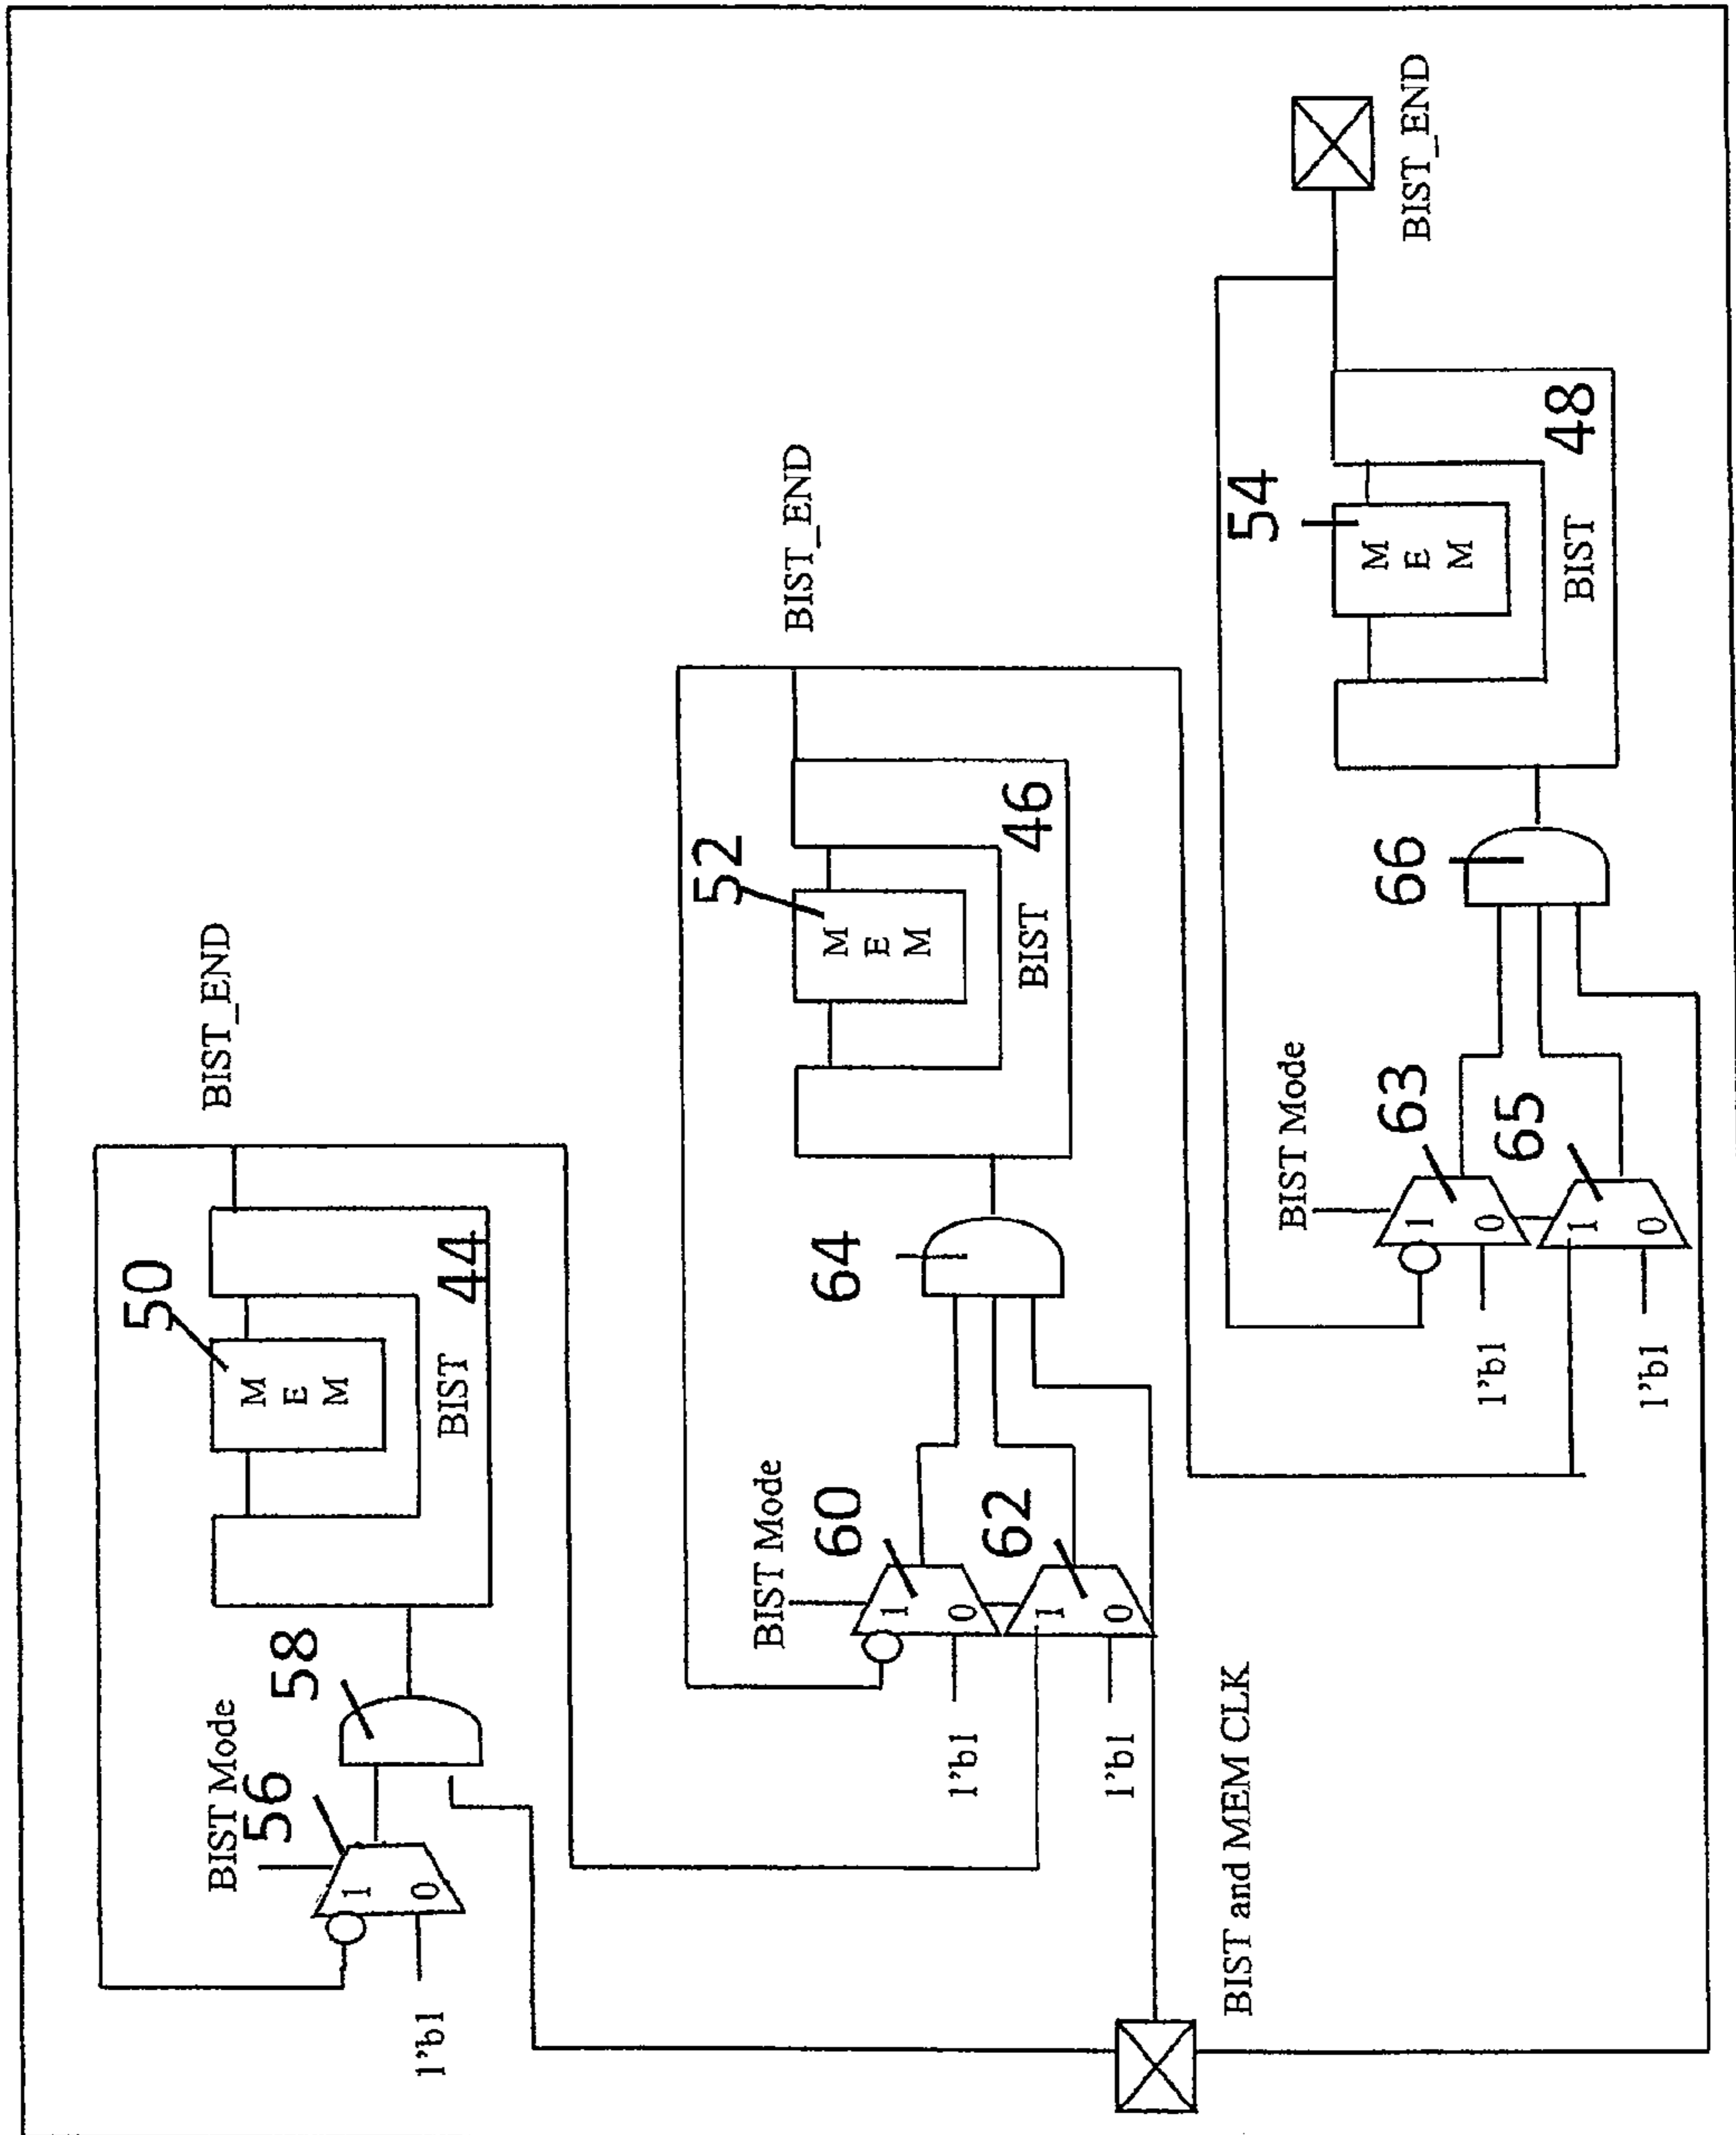 BIST Mode
56
1'b1
58
50
M
E
M
BIST
44
BIST_END
BIST Mode
60
1
0
1'b1
62
1
0
1'b1
64
52
M
E
M
BIST
46
BIST_END
1
0
BIST and MEM CLK
BIST Mode
63
1
0
1'b1
65
1
0
1'b1
66
54
M
E
M
BIST
48
BIST_END